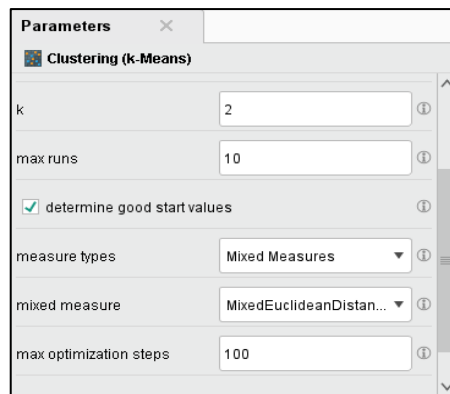 Parameters
Clustering (k-Means)
k 2
max runs 10
determine good start values
measure types Mixed Measures
mixed measure MixedEuclideanDistan...
max optimization steps 100